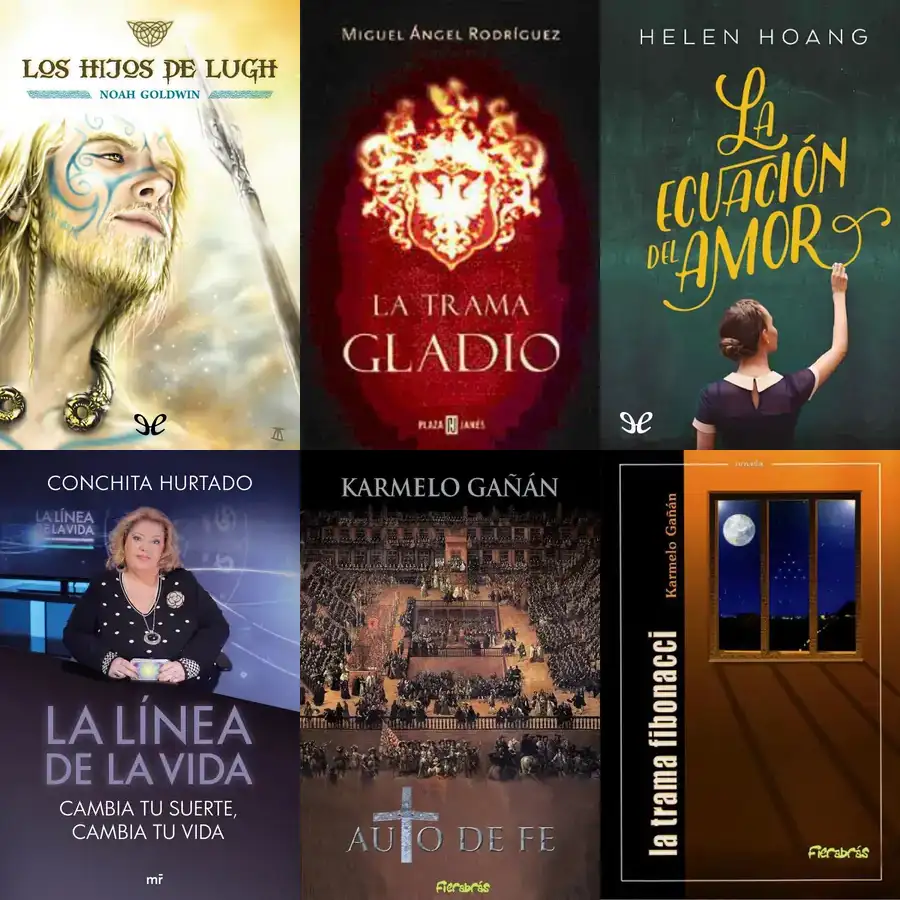 LOS HIJOS DE LUGH
NOAH GOLDWIN
MIGUEL ÁNGEL RODRÍGUEZ
LA TRAMA
GLADIO
PLAZA JANÉS
HELEN HOANG
LA
ECUACIÓN
DEL AMOR
CONCHITA HURTADO
LA LÍNEA
DE LA VIDA
LA LÍNEA
DE LA VIDA
CAMBIA TU SUERTE,
CAMBIA TU VIDA
mr
KARMELO GAÑÁN
AUTO DE FE
Fierabrás
novela
Karmelo Gañán
la trama fibonacci
Fierabrás